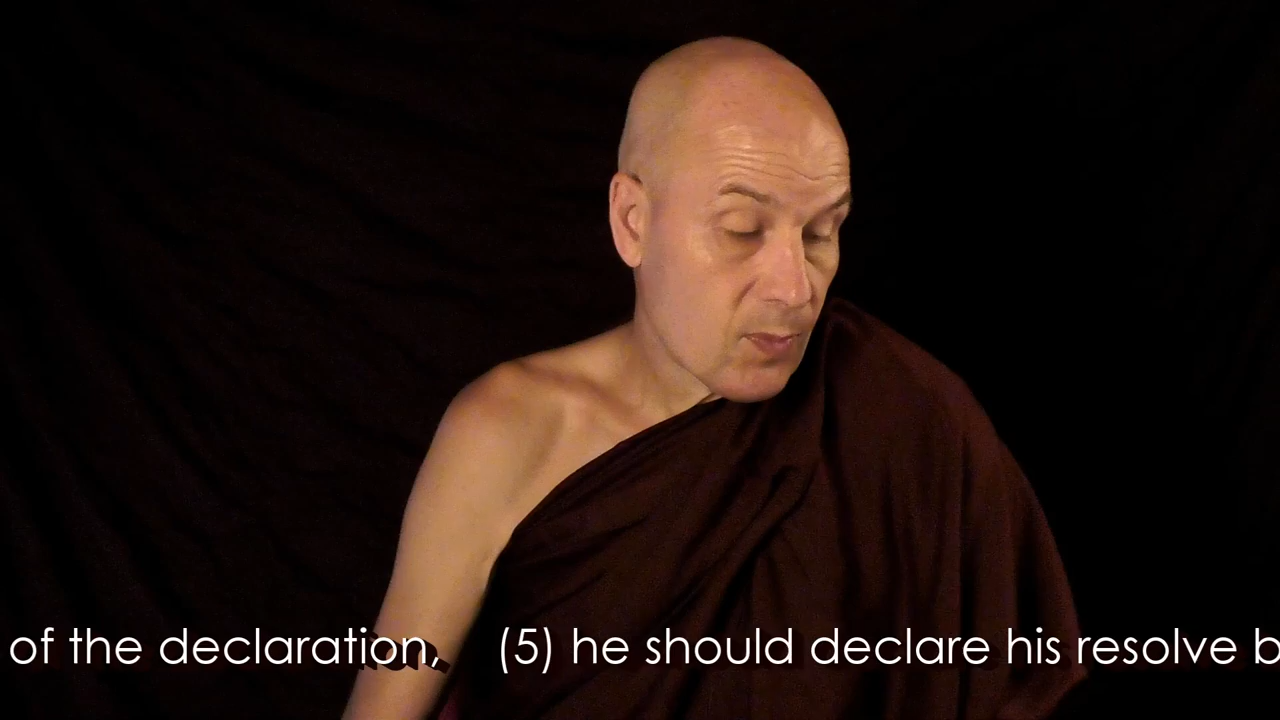 of the declaration, (5) he should declare his resolve b